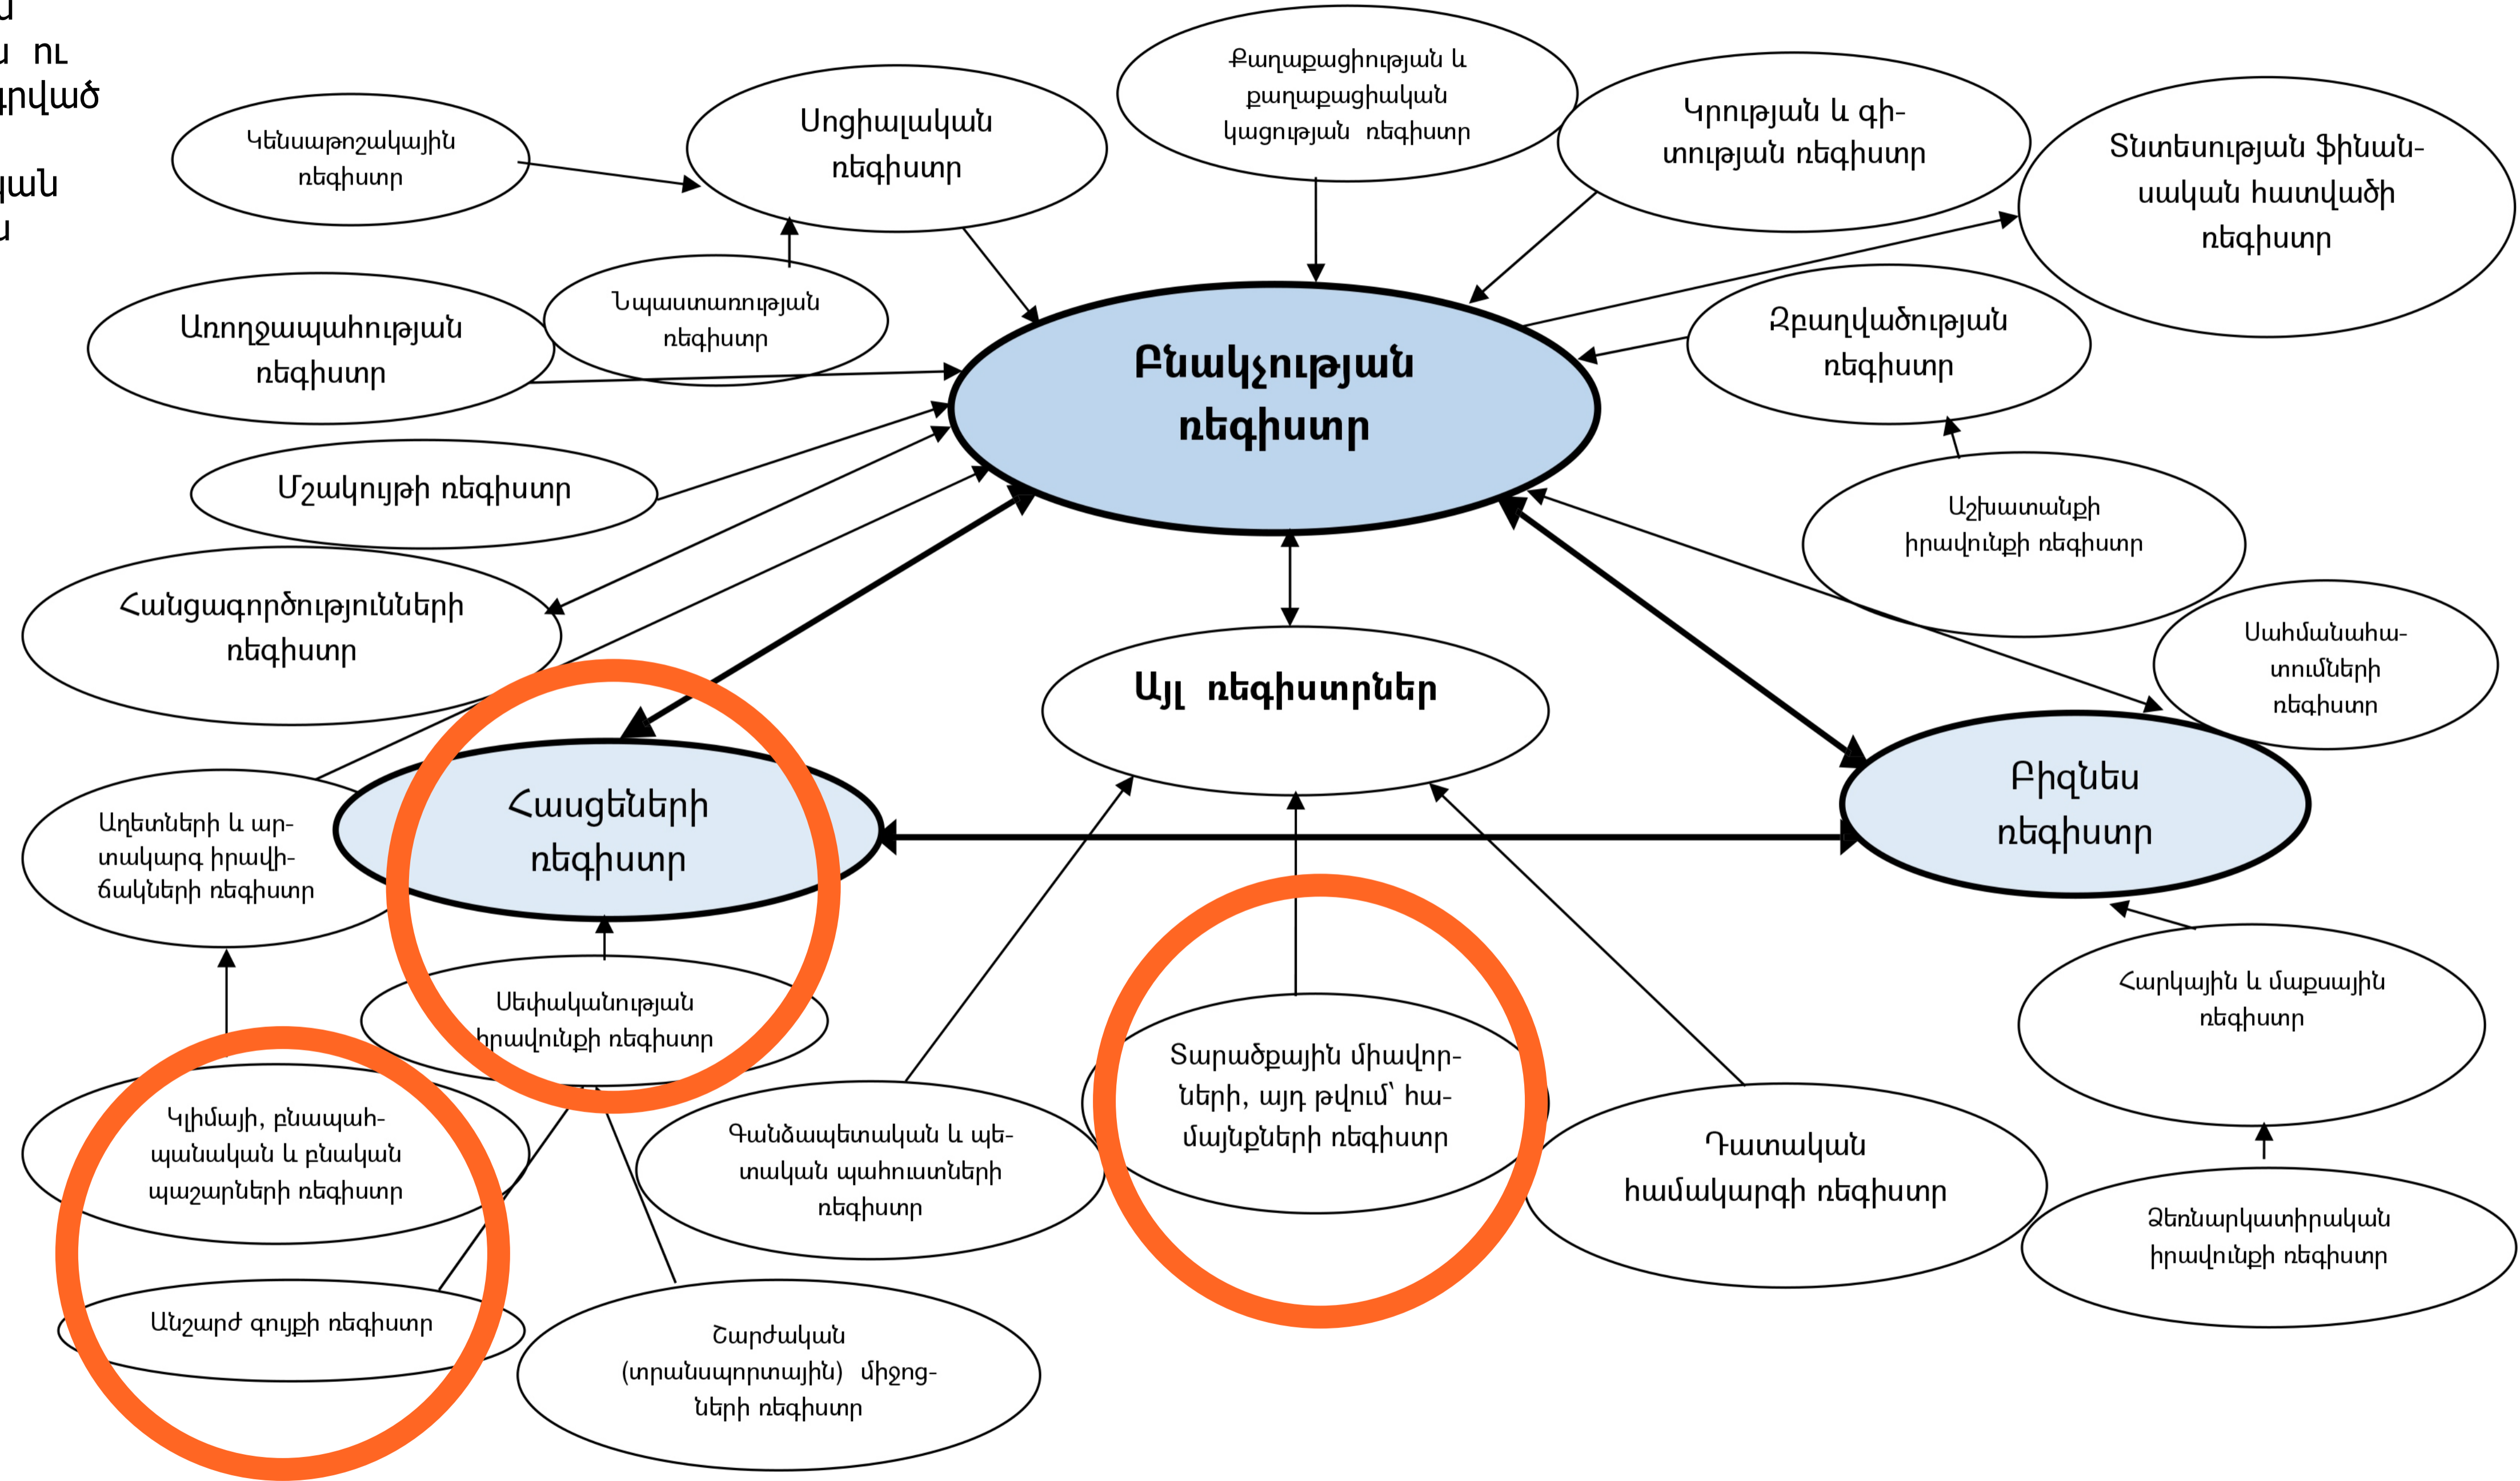 ու
Կենսաթոշակային
ռեգիստր
Սոցիալական
ռեգիստր
Քաղաքացիության և
քաղաքացիական
կացության ռեգիստր
Կրության և գի-
տության ռեգիստր
Տնտեսության ֆինան-
սական հատվածի
ռեգիստր
Առողջապահության
ռեգիստր
Նպաստառության
ռեգիստր
Բնակչության
ռեգիստր
Զբաղվածության
ռեգիստր
Մշակույթի ռեգիստր
Աշխատանքի
իրավունքի ռեգիստր
Հանցագործությունների
ռեգիստր
Այլ ռեգիստրներ
Սահմանահա-
տումների
ռեգիստր
Աղետների և ար-
տակարգ իրավի-
ճակների ռեգիստր
Հասցեների
ռեգիստր
Բիզնես
ռեգիստր
Սեփականության
իրավունքի ռեգիստր
Տարածքային միավոր-
ների, այդ թվում՝ հա-
մայնքների ռեգիստր
Հարկային և մաքսային
ռեգիստր
Կլիմայի, բնապահ-
պանական և բնական
պաշարների ռեգիստր
Գանձապետական և պե-
տական պահուստների
ռեգիստր
Դատական
համակարգի ռեգիստր
Ձեռնարկատիրական
իրավունքի ռեգիստր
Անշարժ գույքի ռեգիստր
Շարժական
(տրանսպորտային) միջոց-
ների ռեգիստր